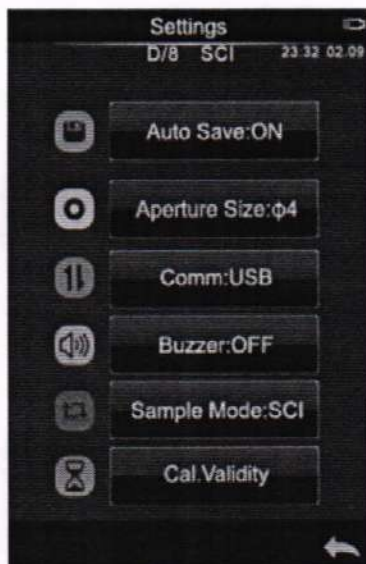 Settings
D/8 SCI 23:32 02.09
Auto Save:ON
Aperture Size:ϕ4
Comm:USB
Buzzer:OFF
Sample Mode:SCI
Cal.Validity